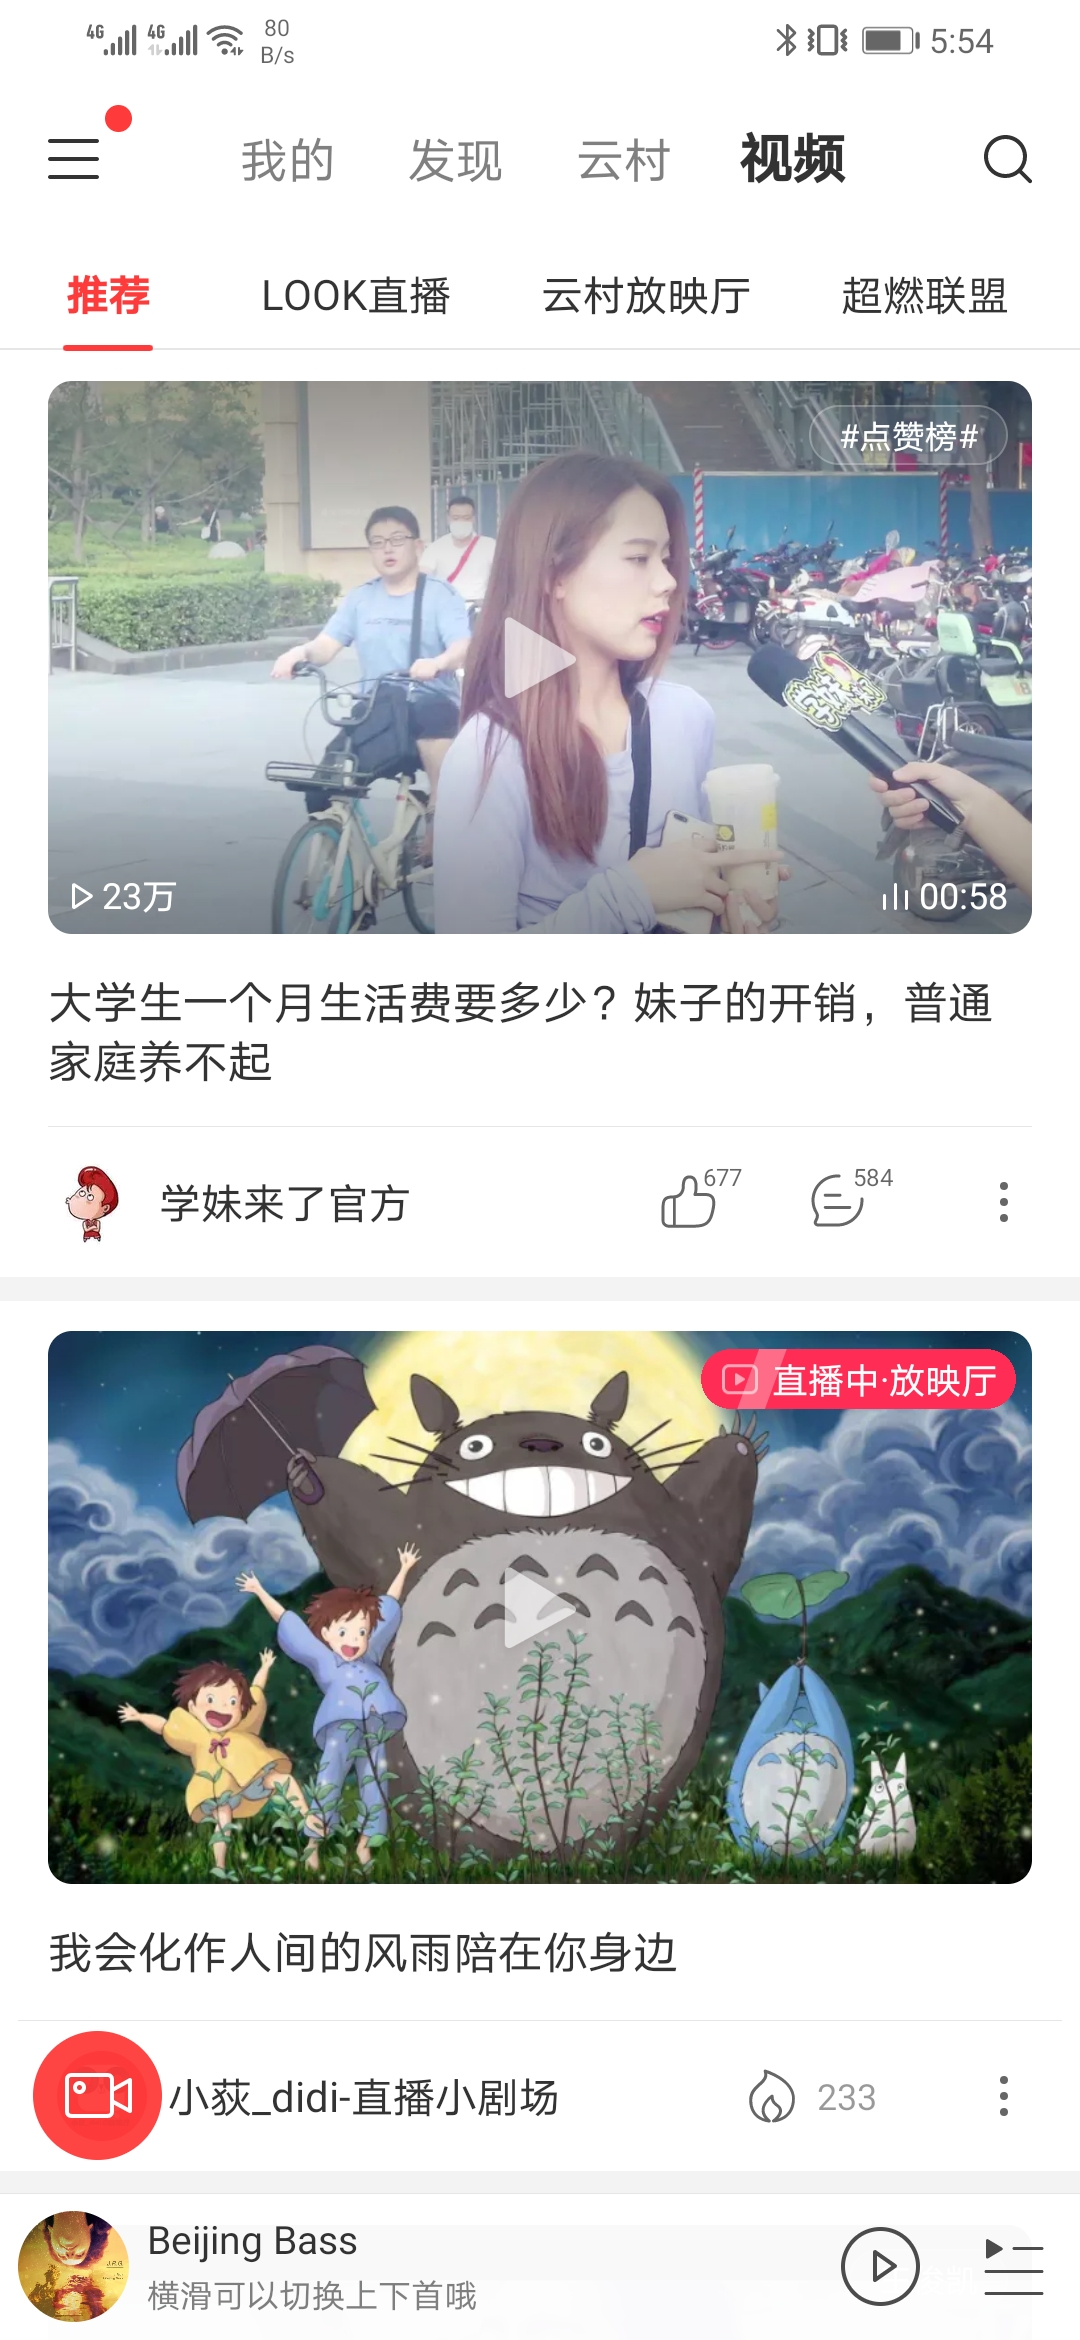 4G 4G 80 B/s 5:54
我的 发现 云村 视频
推荐 LOOK直播 云村放映厅 超燃联盟
#点赞榜#
23万 00:58
大学生一个月生活费要多少？妹子的开销，普通
家庭养不起
学妹来了官方 677 584
直播中·放映厅
我会化作人间的风雨陪在你身边
小荻_didi-直播小剧场 233
Beijing Bass
横滑可以切换上下首哦